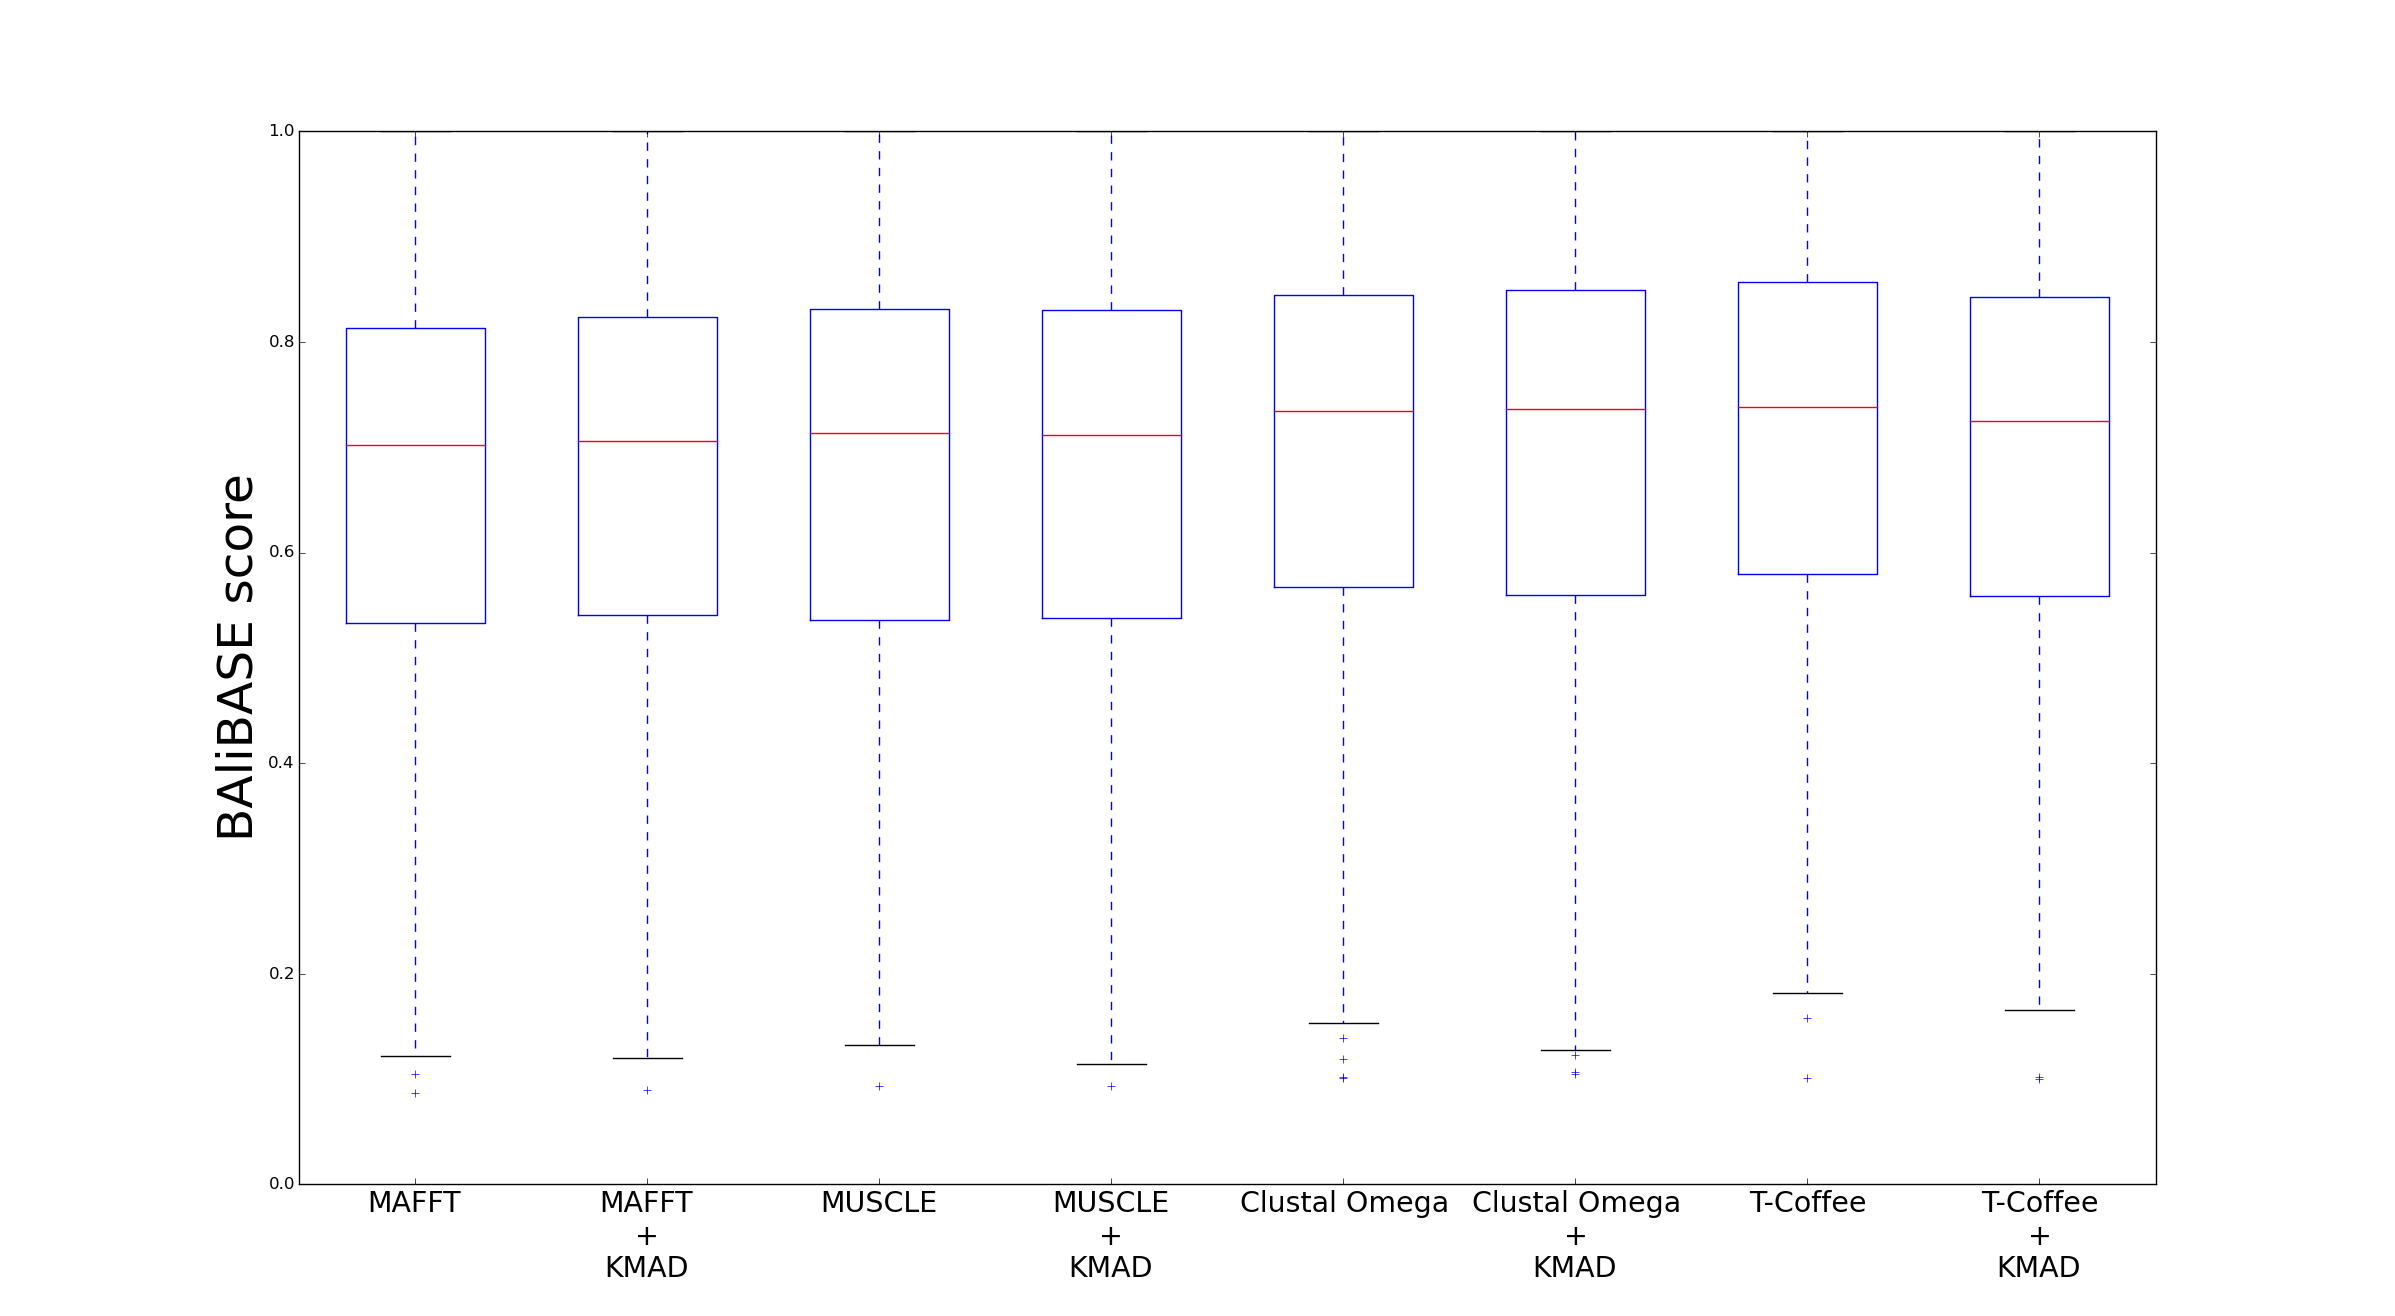 BAliBASE score
1.0
0.8
0.6
0.4
0.2
0.0
MAFFT
MAFFT
+
KMAD
MUSCLE
MUSCLE
+
KMAD
Clustal Omega
Clustal Omega
+
KMAD
T-Coffee
T-Coffee
+
KMAD